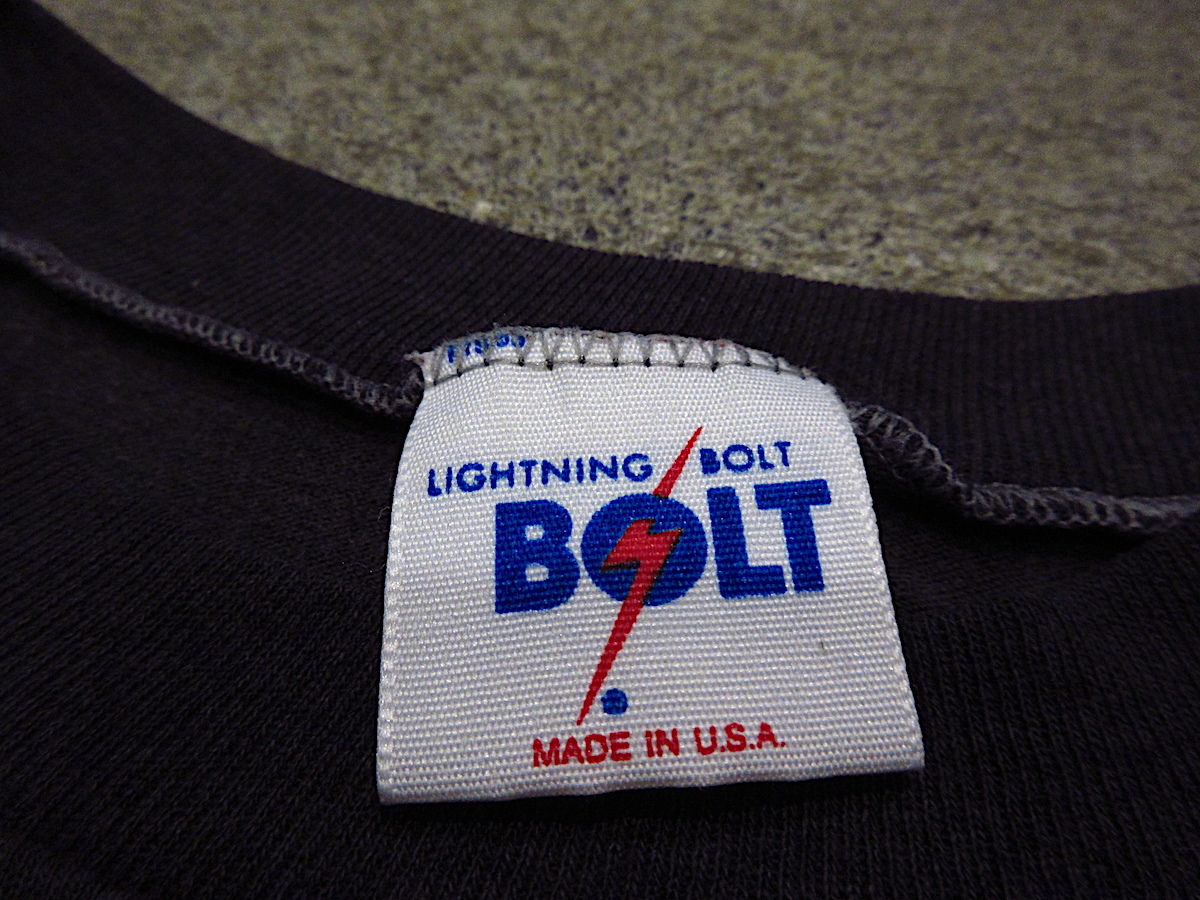 LIGHTNING BOLT
BOLT
®
MADE IN U.S.A.